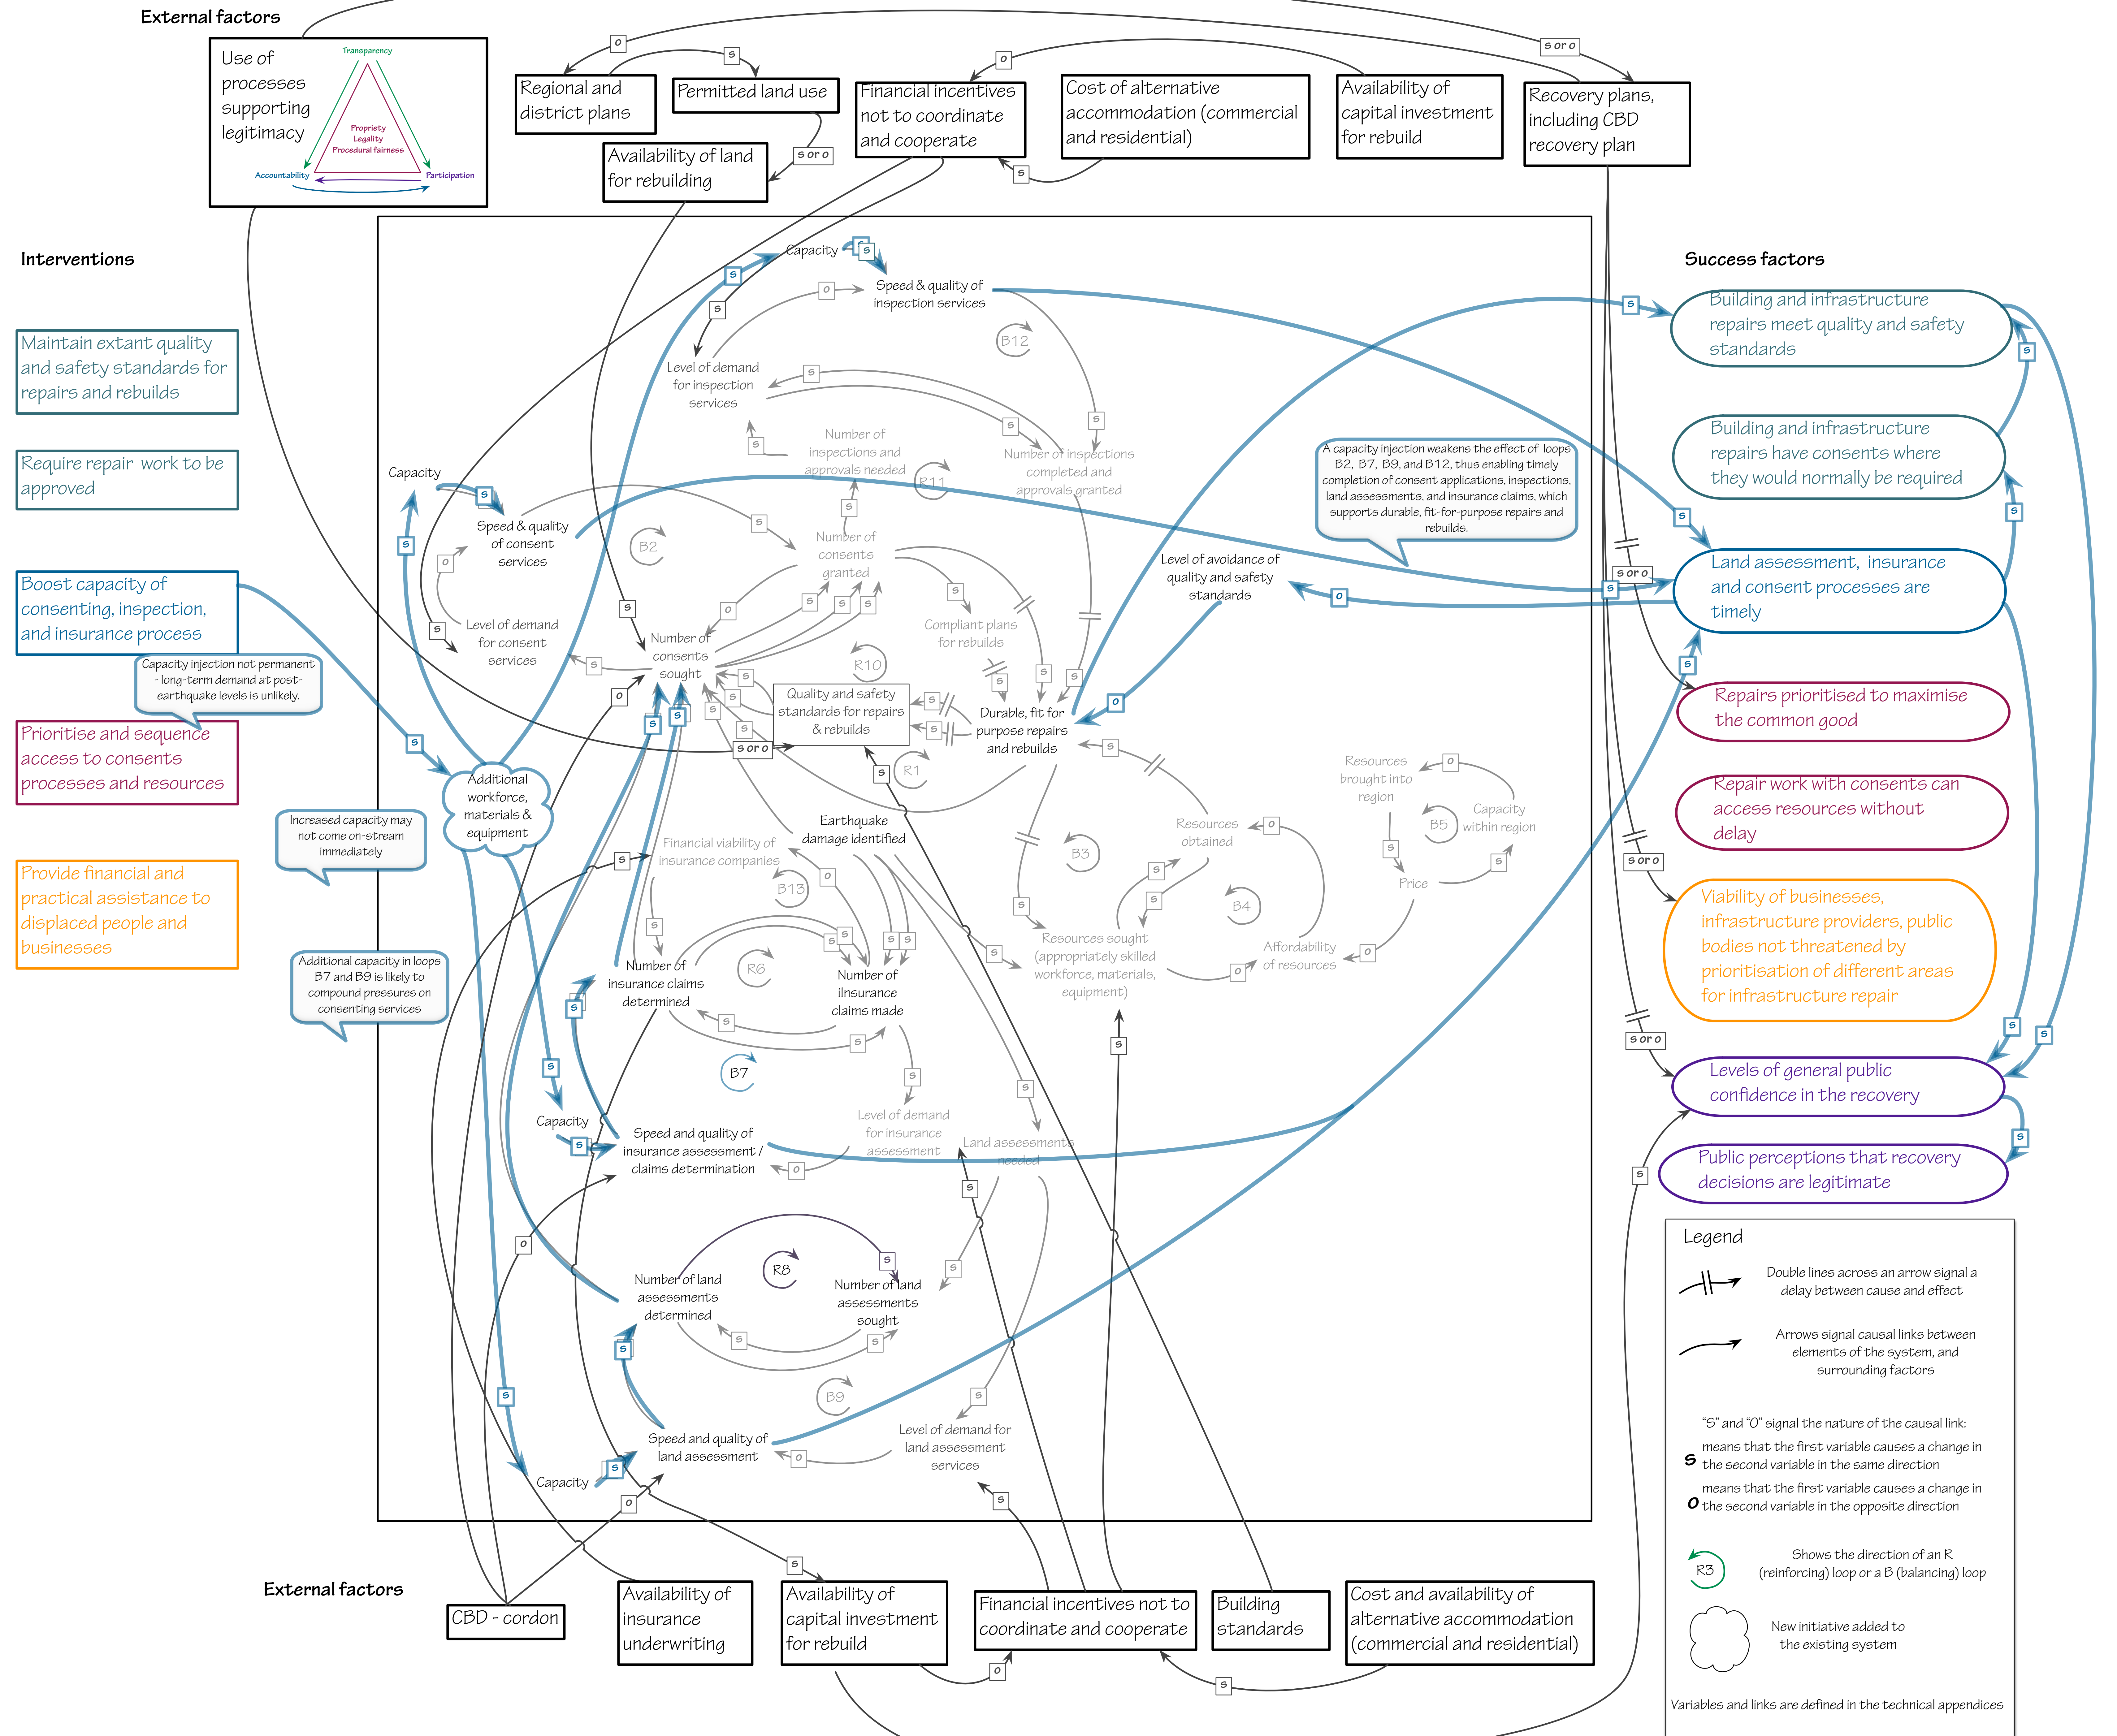 External factors
Use of
processes
supporting
legitimacy
Transparency
Propriety
Legality
Procedural fairness
Accountability
Participation
O
S
O
S or O
Regional and
district plans
Permitted land use
Financial incentives
not to coordinate
and cooperate
Cost of alternative
accommodation (commercial
and residential)
Availability of
capital investment
for rebuild
Recovery plans,
including CBD
recovery plan
Availability of land
for rebuilding
S or O
S
Interventions
Maintain extant quality
and safety standards for
repairs and rebuilds
Require repair work to be
approved
Boost capacity of
consenting, inspection,
and insurance process
Capacity injection not permanent
- long-term demand at post-
earthquake levels is unlikely.
Prioritise and sequence
access to consents
processes and resources
Increased capacity may
not come on-stream
immediately
Provide financial and
practical assistance to
displaced people and
businesses
Additional capacity in loops
B7 and B9 is likely to
compound pressures on
consenting services
Capacity
S
S
S
Speed & quality of
inspection services
O
S
B12
Level of demand
for inspection
services
S
S
S
Number of
inspections and
approvals needed
S
Number of inspections
completed and
approvals granted
R11
Capacity
S
S
Speed & quality
of consent
services
S
S
B2
Number of
consents
granted
O
S
Level of demand
for consent
services
S
S
O
S
S
S
S
Compliant plans
for rebuilds
Number of
consents
sought
R10
S
S
S
S
Level of avoidance of
quality and safety
standards
O
O
A capacity injection weakens the effect of loops
B2, B7, B9, and B12, thus enabling timely
completion of consent applications, inspections,
land assessments, and insurance claims, which
supports durable, fit-for-purpose repairs and
rebuilds.
Quality and safety
standards for repairs
& rebuilds
Durable, fit for
purpose repairs
and rebuilds
O
S
S
S
S
S
S
S
S
S or O
R1
S
S
S
Additional
workforce,
materials &
equipment
Earthquake
damage identified
Financial viability of
insurance companies
S
O
B13
S
Resources
brought into
region
O
Capacity
within region
B5
S
Price
S
Resources
obtained
O
B3
S
S
B4
S
S
Resources sought
(appropriately skilled
workforce, materials,
equipment)
O
Affordability
of resources
O
S
S
S
S
Number of
insurance claims
determined
R6
Number of
iInsurance
claims made
S
S
S
S
B7
S
S
S
S
Capacity
S
Speed and quality of
insurance assessment /
claims determination
O
Level of demand
for insurance
assessment
Land assessments
needed
S
O
R8
S
S
Number of land
assessments
determined
Number of land
assessments
sought
S
S
S
B9
S
S
Speed and quality of
land assessment
O
Level of demand for
land assessment
services
Capacity
S
O
S
S
Success factors
S
Building and infrastructure
repairs meet quality and safety
standards
S
Building and infrastructure
repairs have consents where
they would normally be required
S
S
S or O
S
Land assessment, insurance
and consent processes are
timely
S
Repairs prioritised to maximise
the common good
Repair work with consents can
access resources without
delay
S or O
Viability of businesses,
infrastructure providers, public
bodies not threatened by
prioritisation of different areas
for infrastructure repair
S or O
S
S
Levels of general public
confidence in the recovery
S
S
Public perceptions that recovery
decisions are legitimate
External factors
CBD - cordon
Availability of
insurance
underwriting
Availability of
capital investment
for rebuild
Financial incentives not to
coordinate and cooperate
Building
standards
Cost and availability of
alternative accommodation
(commercial and residential)
O
S
Legend
Double lines across an arrow signal a
delay between cause and effect
Arrows signal causal links between
elements of the system, and
surrounding factors
“S” and “O” signal the nature of the causal link:
S means that the first variable causes a change in
the second variable in the same direction
O means that the first variable causes a change in
the second variable in the opposite direction
R3
Shows the direction of an R
(reinforcing) loop or a B (balancing) loop
New initiative added to
the existing system
Variables and links are defined in the technical appendices